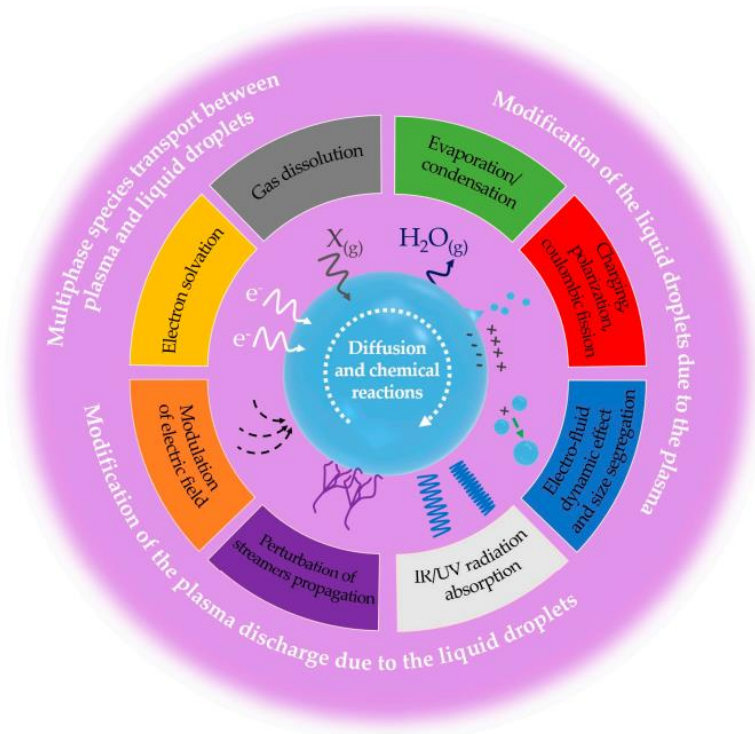 Multiphase species transport between
plasma and liquid droplets
Modification of the liquid droplets due to the plasma
Modification of the plasma discharge due to the liquid droplets
Gas dissolution
Evaporation/
condensation
Charging,
polarization,
coulombic fission
Electro-fluid
dynamic effect
and size segregation
IR/UV radiation
absorption
Perturbation of
streamers propagation
Modulation
of electric field
Electron solvation
X(g)
H2O(g)
e-
e-
+ + + +
- - - -
+
Diffusion
and chemical
reactions